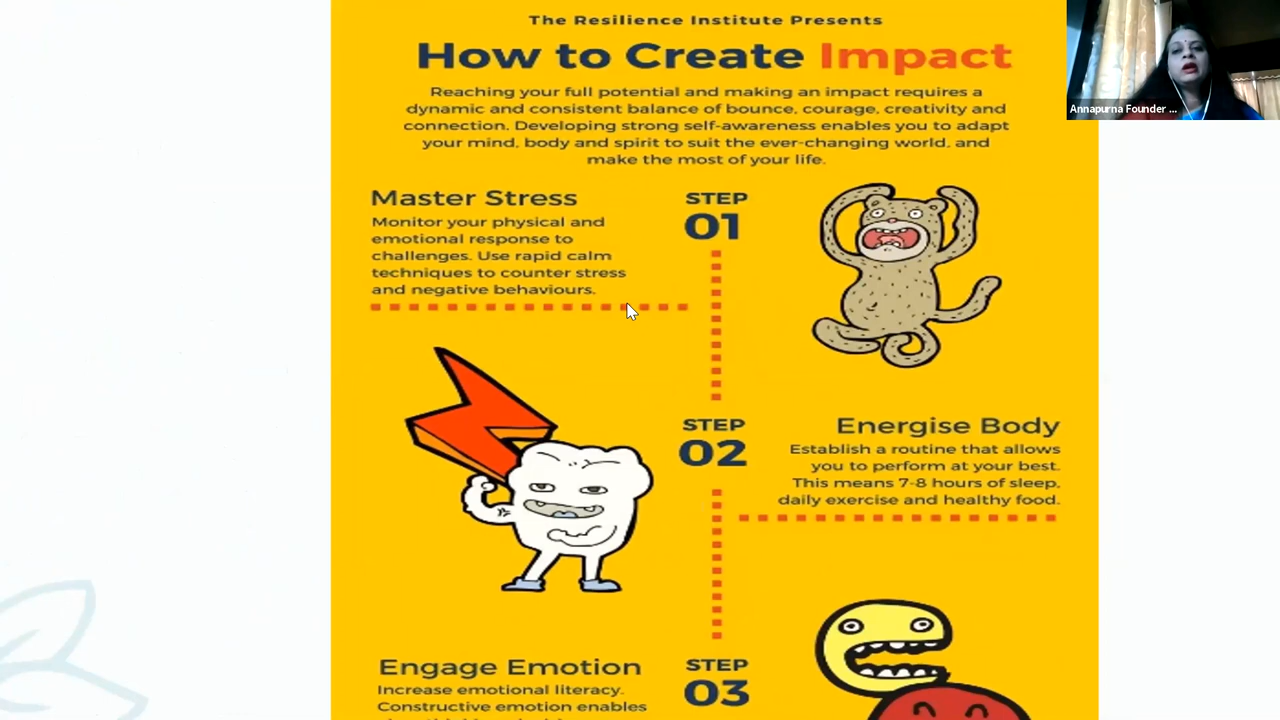 The Resilience Institute Presents
How to Create Impact
Reaching your full potential and making an impact requires a
dynamic and consistent balance of bounce, courage, creativity and
connection. Developing strong self-awareness enables you to adapt
your mind, body and spirit to suit the ever-changing world, and
make the most of your life.
Master Stress
Monitor your physical and
emotional response to
challenges. Use rapid calm
techniques to counter stress
and negative behaviours.
STEP
01
STEP
02
Energise Body
Establish a routine that allows
you to perform at your best.
This means 7-8 hours of sleep,
daily exercise and healthy food.
Engage Emotion
Increase emotional literacy.
Constructive emotion enables
STEP
03
Annapurna Founder ...